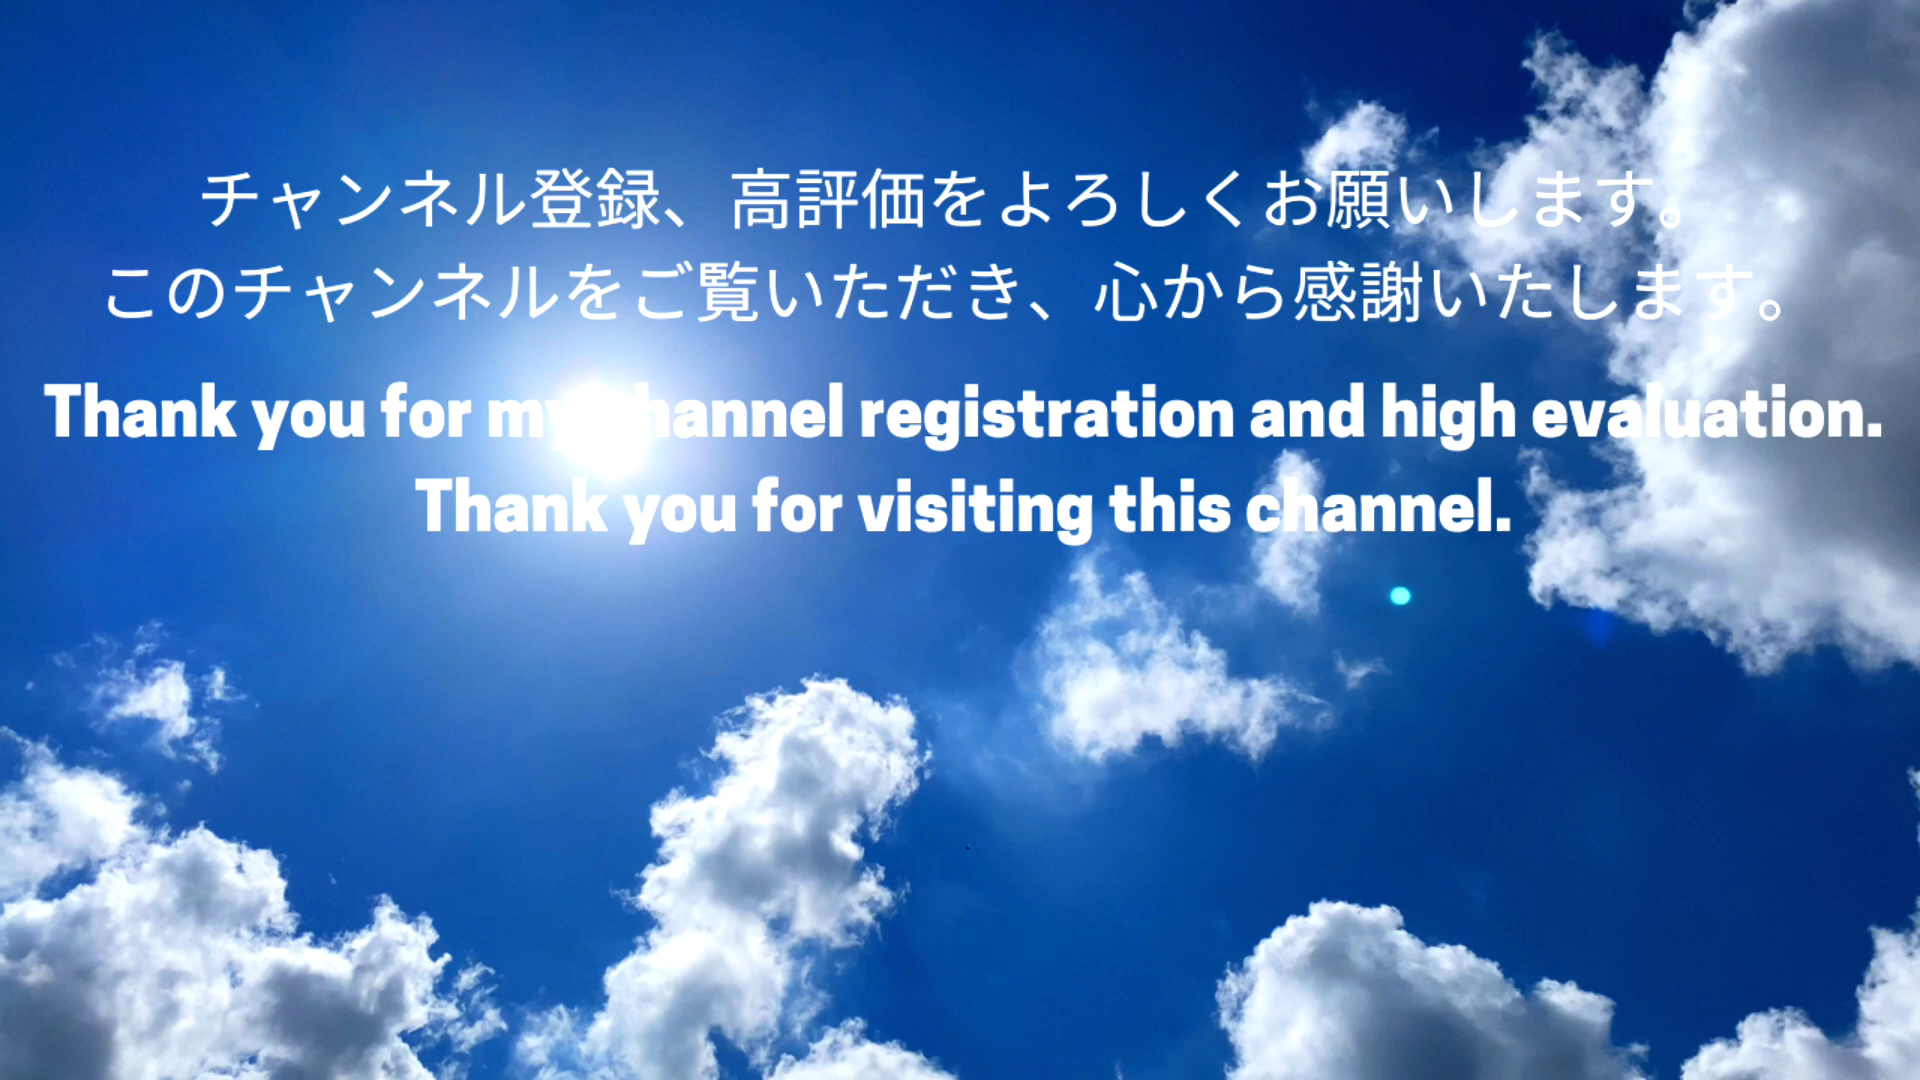 チャンネル登録、高評価をよろしくお願いします。
このチャンネルをご覧いただき、心から感謝いたします。
Thank you for my channel registration and high evaluation.
Thank you for visiting this channel.